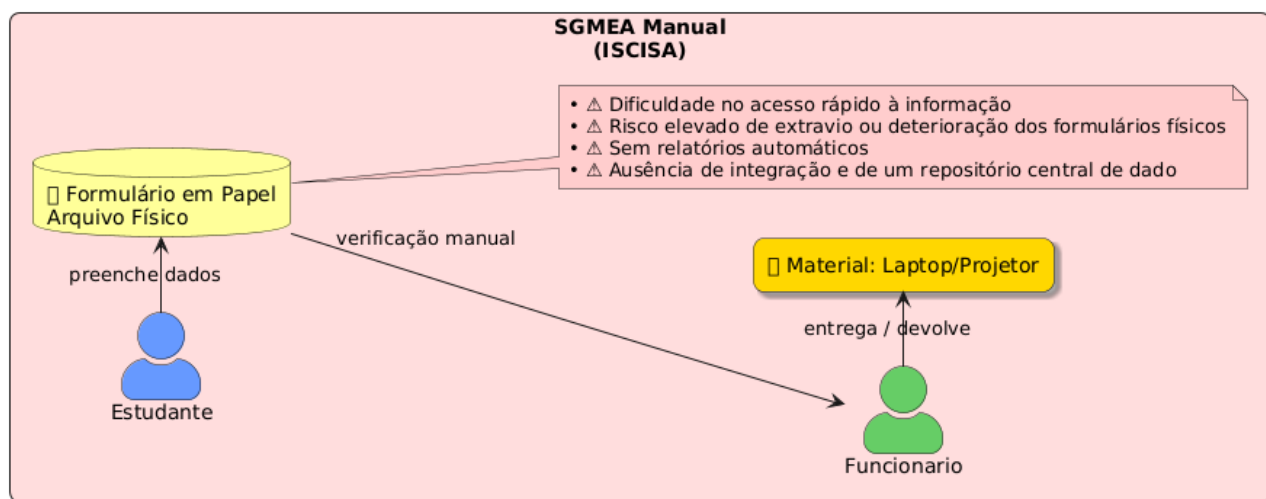 SGMEA Manual
(ISCISA)
• ⚠ Dificuldade no acesso rápido à informação
• ⚠ Risco elevado de extravio ou deterioração dos formulários físicos
• ⚠ Sem relatórios automáticos
• ⚠ Ausência de integração e de um repositório central de dado
Formulário em Papel
Arquivo Físico
verificação manual
Material: Laptop/Projetor
preenche dados
entrega / devolve
Estudante
Funcionario